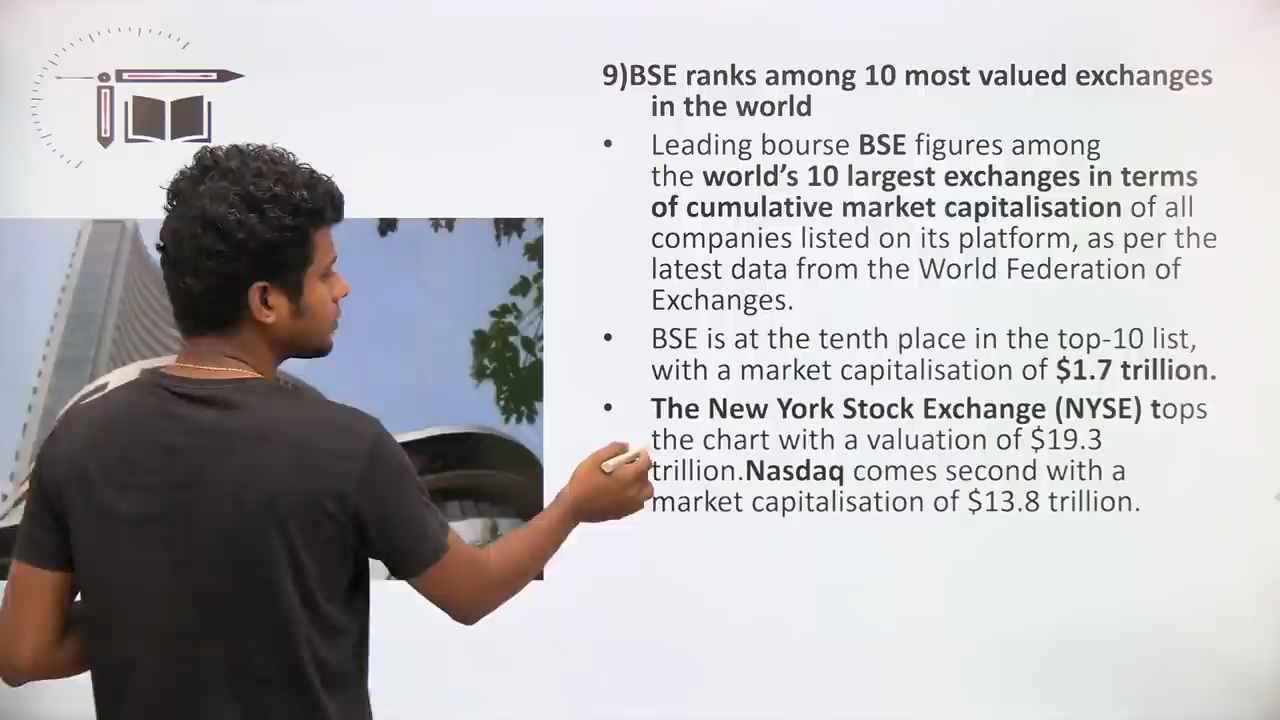 9)BSE ranks among 10 most valued exchanges
in the world
• Leading bourse BSE figures among
the world’s 10 largest exchanges in terms
of cumulative market capitalisation of all
companies listed on its platform, as per the
latest data from the World Federation of
Exchanges.
• BSE is at the tenth place in the top-10 list,
with a market capitalisation of $1.7 trillion.
• The New York Stock Exchange (NYSE) tops
the chart with a valuation of $19.3
trillion.Nasdaq comes second with a
market capitalisation of $13.8 trillion.